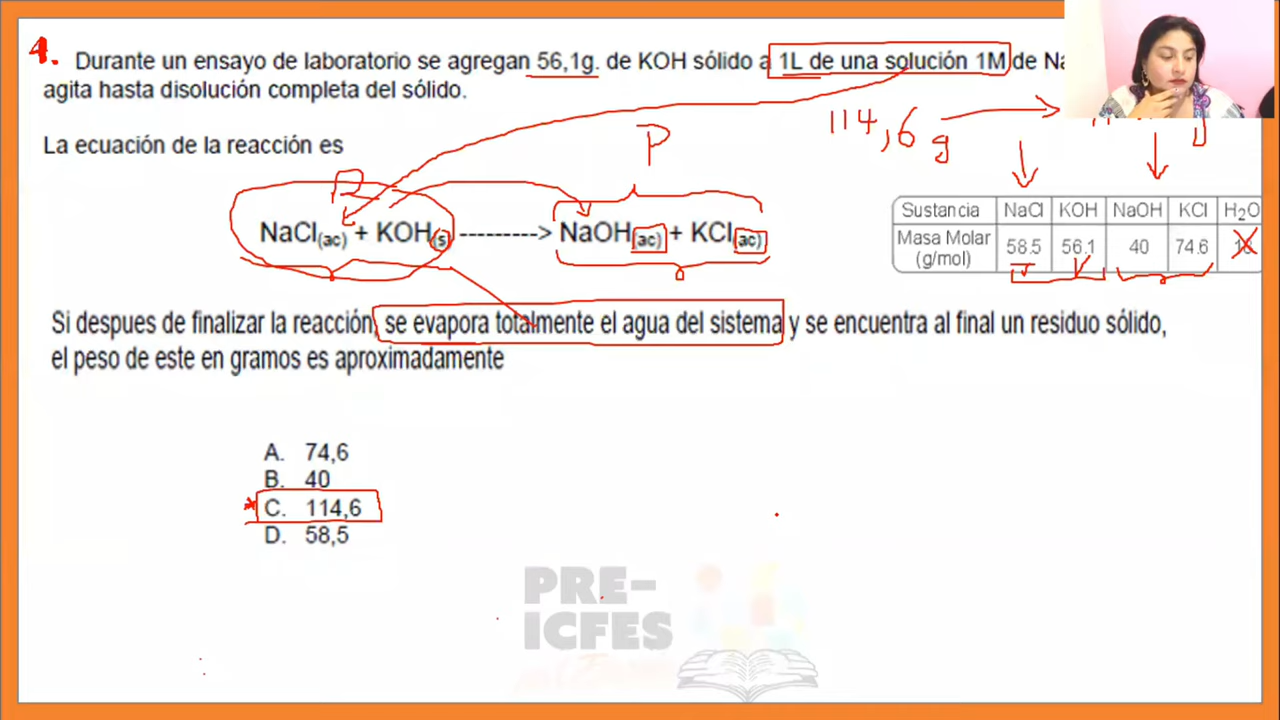 4. Durante un ensayo de laboratorio se agregan 56,1g. de KOH sólido a 1L de una solución 1M de
agita hasta disolución completa del sólido.
114,6 g
La ecuación de la reacción es
P
R
NaCl(ac) + KOH(s) ---------> NaOH(ac) + KCl(ac)
Sustancia NaCl KOH NaOH KCl H2O
Masa Molar (g/mol) 58.5 56.1 40 74.6
Si despues de finalizar la reacción, se evapora totalmente el agua del sistema y se encuentra al final un residuo sólido,
el peso de este en gramos es aproximadamente
A. 74,6
B. 40
* C. 114,6
D. 58,5
PRE-
ICFES